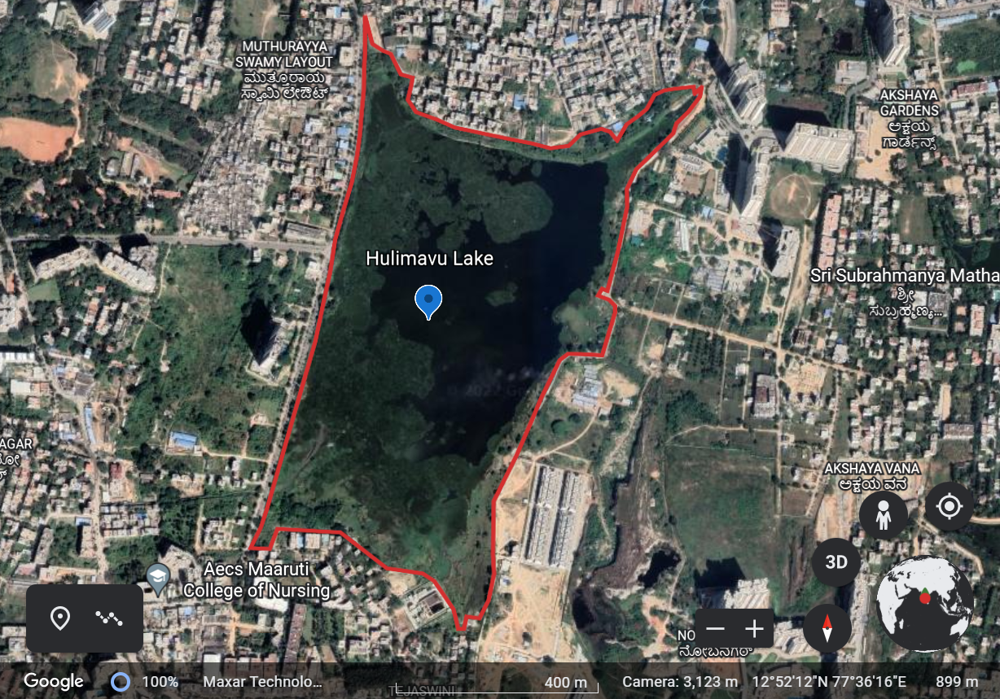 MUTHURAYYA
SWAMY LAYOUT
ಮುತ್ತೂರಾಯ
ಸ್ವಾಮಿ ಲೇಔಟ್
AKSHAYA
GARDENS
ಅಕ್ಷಯ
ಗಾರ್ಡನ್ಸ್
Hulimavu Lake
Sri Subrahmanya Matha
ಶ್ರೀ
ಸುಬ್ರಹ್ಮಣ್ಯ...
AGAR
AKSHAYA VANA
ಅಕ್ಷಯ ವನ
3D
Aecs Maaruti
College of Nursing
NO
ನೋಬನಗರ್
Google
100%
Maxar Technolo...
400 m
Camera: 3,123 m
12°52'12"N 77°36'16"E
899 m
TEJASWINI